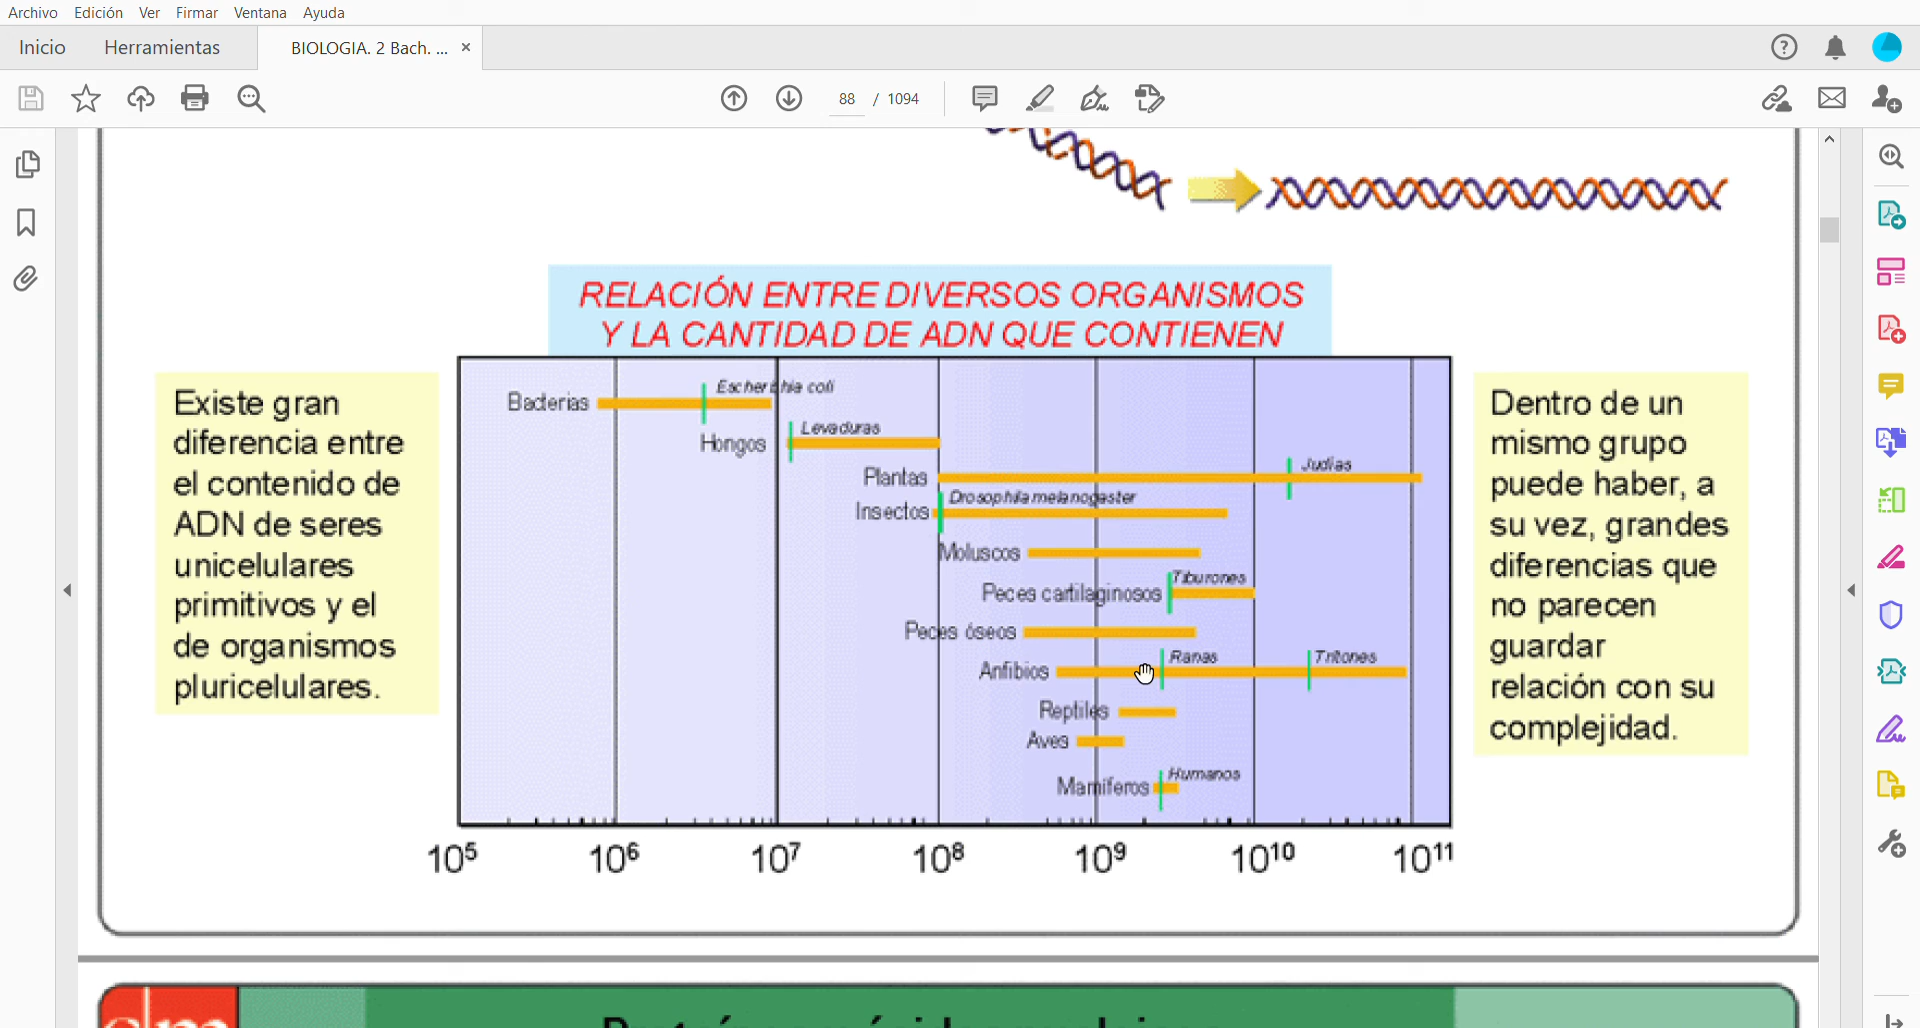 Archivo Edición Ver Firmar Ventana Ayuda
Inicio Herramientas BIOLOGIA. 2 Bach. ... ×
88 / 1094
RELACIÓN ENTRE DIVERSOS ORGANISMOS
Y LA CANTIDAD DE ADN QUE CONTIENEN
Existe gran
diferencia entre
el contenido de
ADN de seres
unicelulares
primitivos y el
de organismos
pluricelulares.
Escherichia coli
Bacterias
Levaduras
Hongos
Judías
Plantas
Drosophila melanogaster
Insectos
Moluscos
Tiburones
Peces cartilaginosos
Peces óseos
Ranas Tritones
Anfibios
Reptiles
Aves
Humanos
Mamíferos
10⁵ 10⁶ 10⁷ 10⁸ 10⁹ 10¹⁰ 10¹¹
Dentro de un
mismo grupo
puede haber, a
su vez, grandes
diferencias que
no parecen
guardar
relación con su
complejidad.